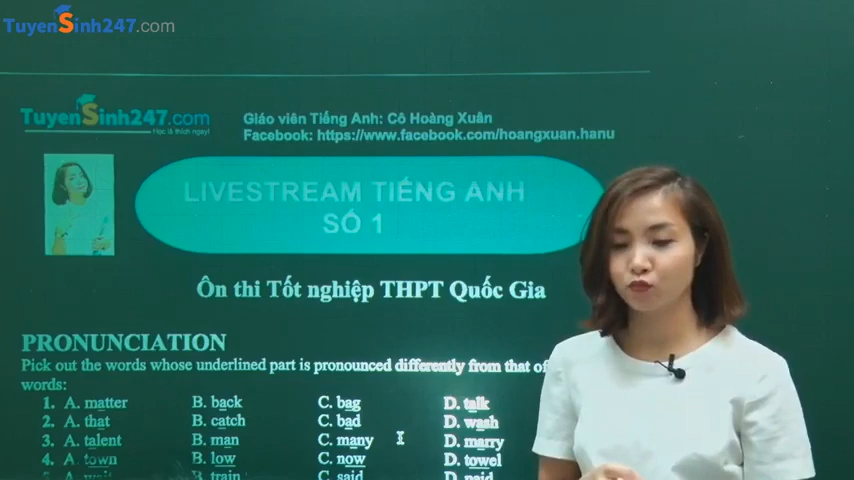 TuyenSinh247.com
TuyenSinh247.com
Học là thích ngay!
Giáo viên Tiếng Anh: Cô Hoàng Xuân
Facebook: https://www.facebook.com/hoangxuan.hanu
LIVESTREAM TIẾNG ANH
SỐ 1
Ôn thi Tốt nghiệp THPT Quốc Gia
PRONUNCIATION
Pick out the words whose underlined part is pronounced differently from that of
words:
1. A. matter B. back C. bag D. talk
2. A. that B. catch C. bad D. wash
3. A. talent B. man C. many D. marry
4. A. town B. low C. now D. towel
5. A. wait B. train C. said D. paid